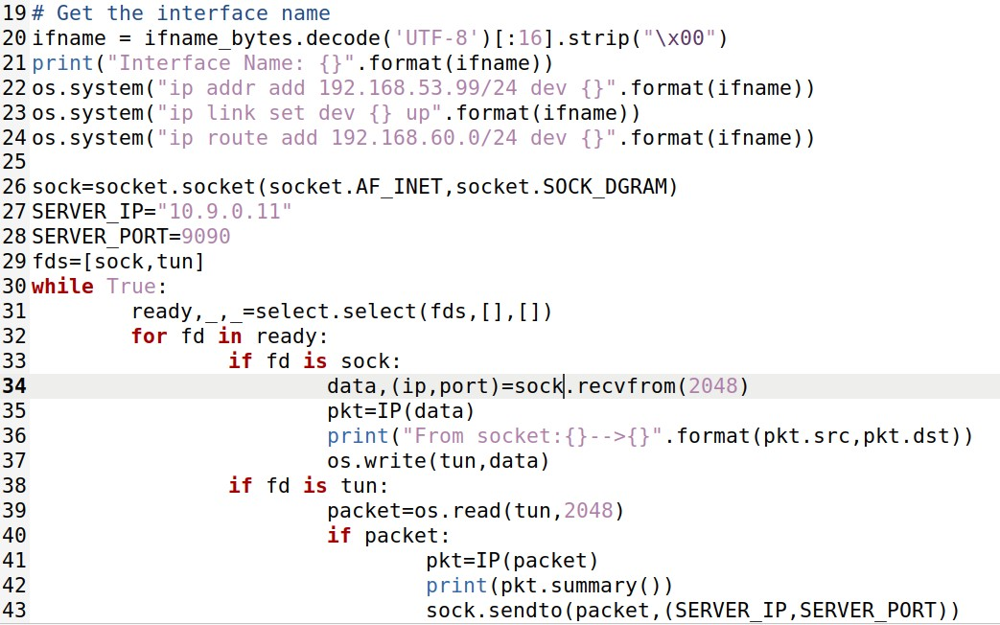 19 # Get the interface name
20 ifname = ifname_bytes.decode('UTF-8')[:16].strip("\x00")
21 print("Interface Name: {}".format(ifname))
22 os.system("ip addr add 192.168.53.99/24 dev {}".format(ifname))
23 os.system("ip link set dev {} up".format(ifname))
24 os.system("ip route add 192.168.60.0/24 dev {}".format(ifname))
25
26 sock=socket.socket(socket.AF_INET,socket.SOCK_DGRAM)
27 SERVER_IP="10.9.0.11"
28 SERVER_PORT=9090
29 fds=[sock,tun]
30 while True:
31         ready,_,_=select.select(fds,[],[])
32         for fd in ready:
33                 if fd is sock:
34                         data,(ip,port)=sock.recvfrom(2048)
35                         pkt=IP(data)
36                         print("From socket:{}-->{}".format(pkt.src,pkt.dst))
37                         os.write(tun,data)
38                 if fd is tun:
39                         packet=os.read(tun,2048)
40                         if packet:
41                                 pkt=IP(packet)
42                                 print(pkt.summary())
43                                 sock.sendto(packet,(SERVER_IP,SERVER_PORT))